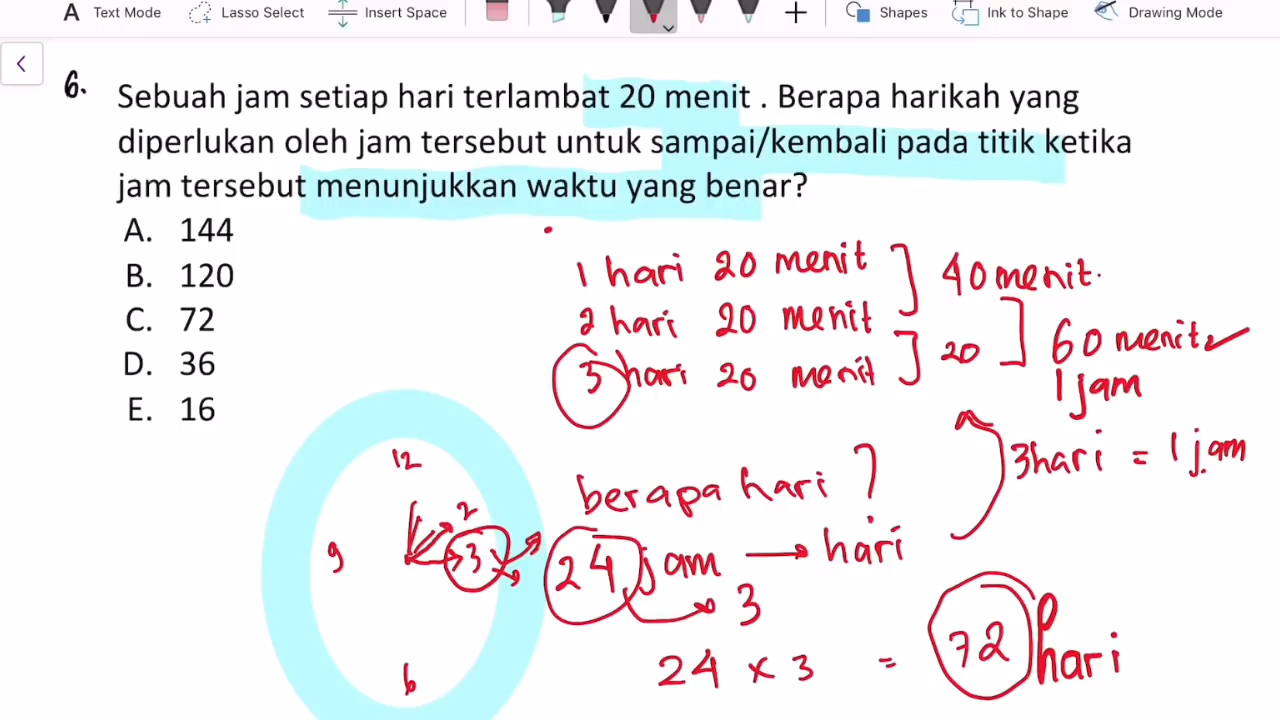 A Text Mode Lasso Select Insert Space Shapes Ink to Shape Drawing Mode
6. Sebuah jam setiap hari terlambat 20 menit . Berapa harikah yang
diperlukan oleh jam tersebut untuk sampai/kembali pada titik ketika
jam tersebut menunjukkan waktu yang benar?
A. 144
B. 120
C. 72
D. 36
E. 16
1 hari 20 menit
2 hari 20 menit
3 hari 20 menit
40 menit.
20
60 menit
1 jam
3 hari = 1 jam
berapa hari ?
24 jam → hari
3
24 x 3 = 72 hari
12
2
3
9
6